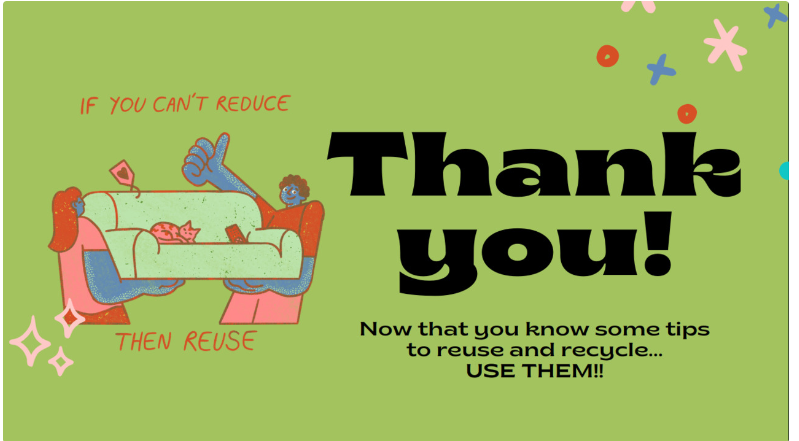 IF YOU CAN'T REDUCE
THEN REUSE
Thank
you!
Now that you know some tips
to reuse and recycle...
USE THEM!!